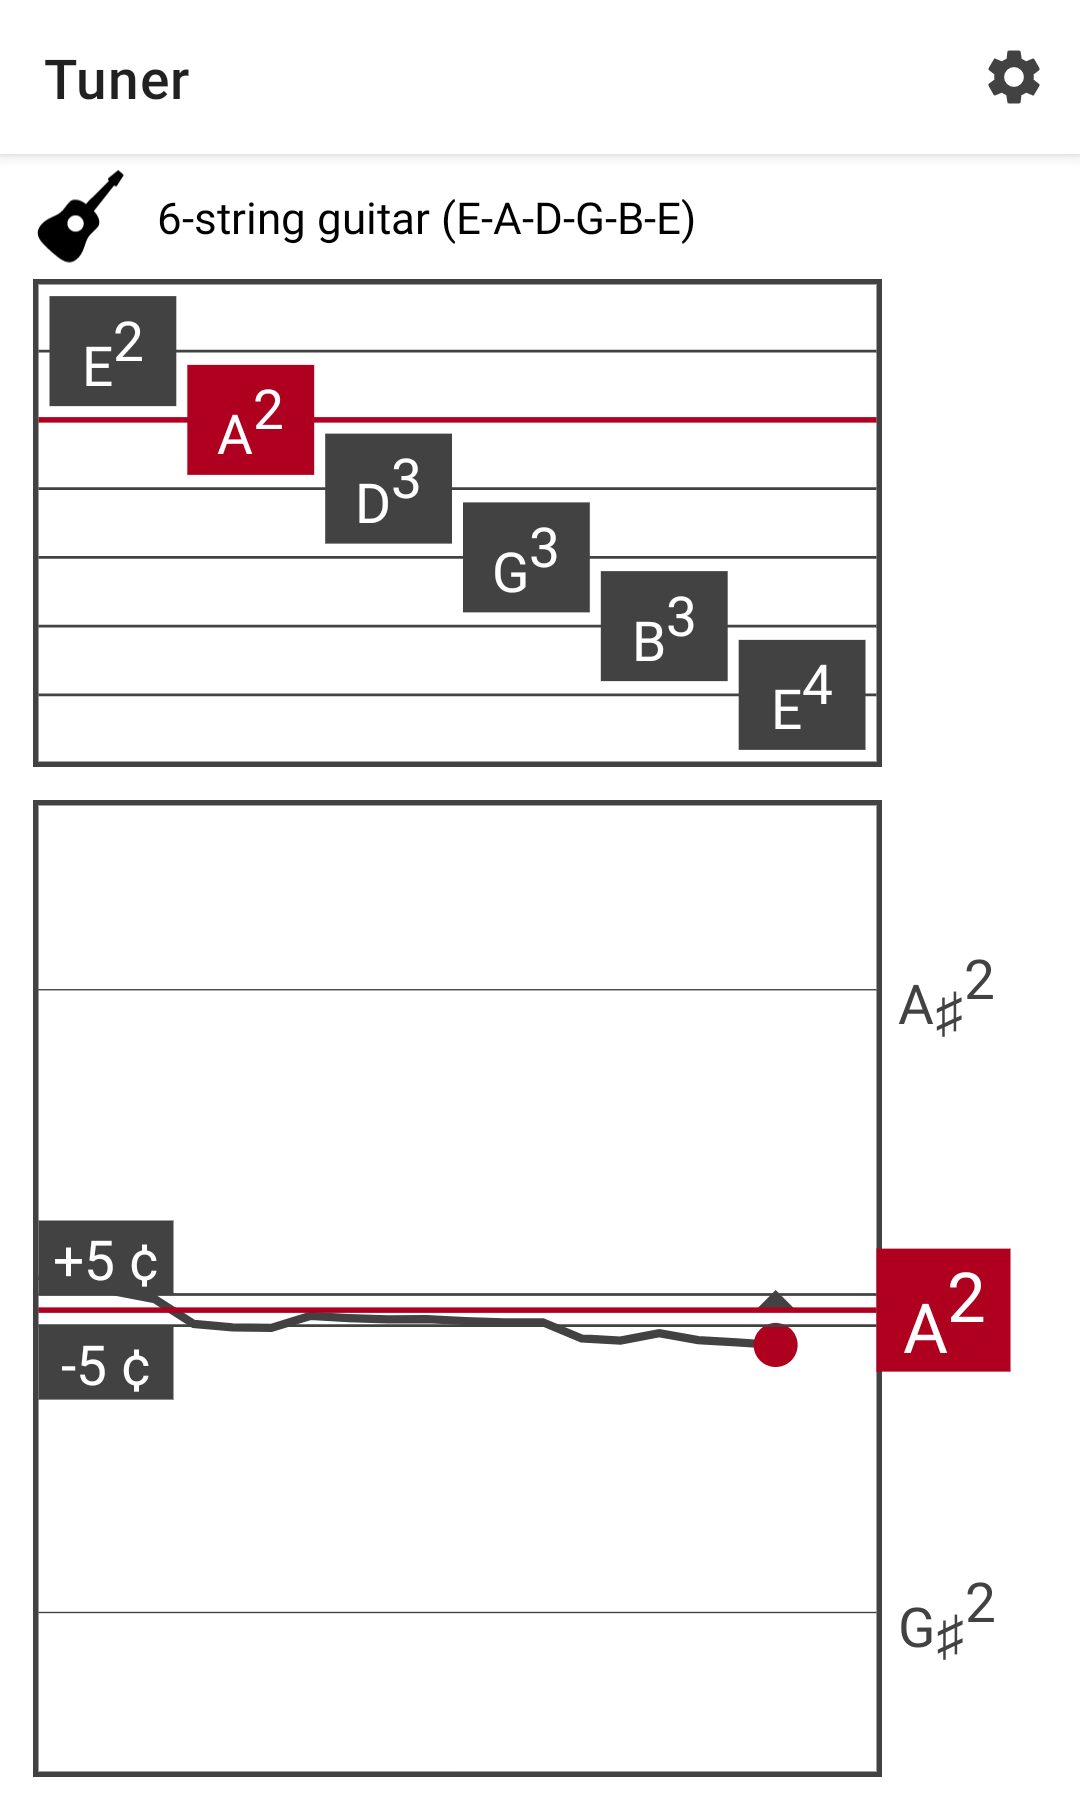 Tuner
6-string guitar (E-A-D-G-B-E)
E2
A2
D3
G3
B3
E4
A♯2
+5 ¢
A2
-5 ¢
G♯2